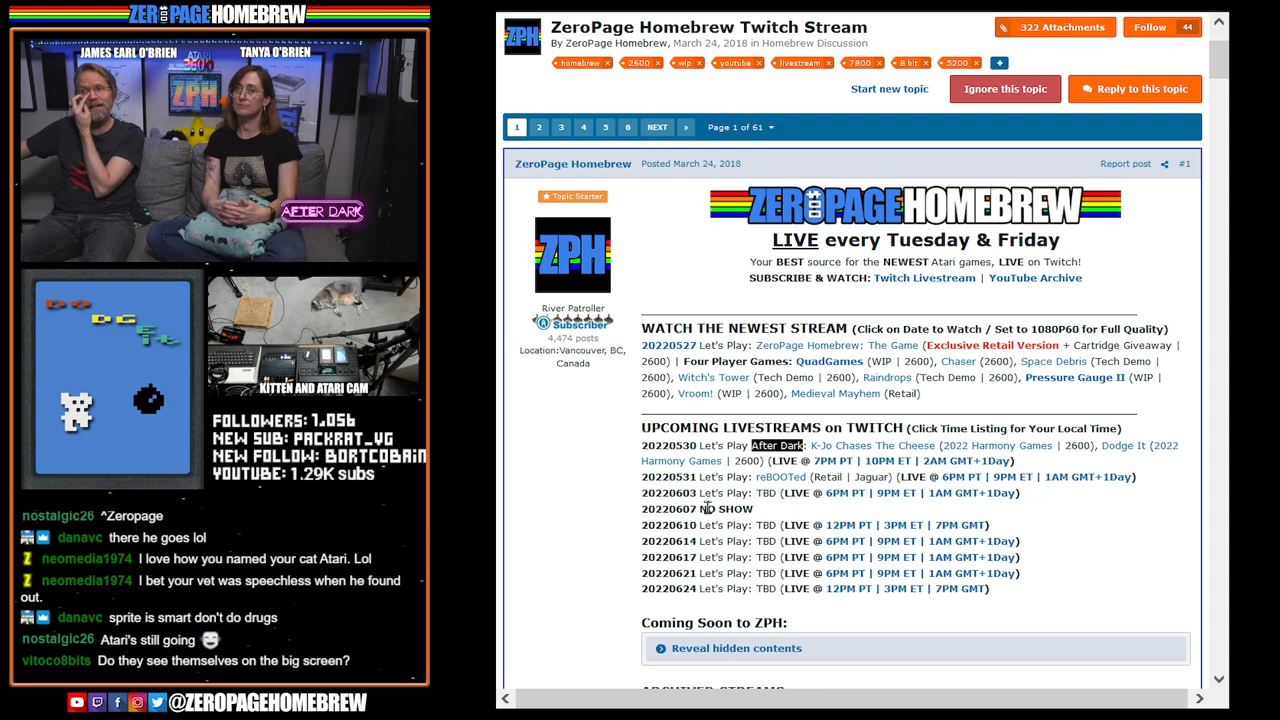 ZEROPAGE HOMEBREW
JAMES EARL O'BRIEN
TANYA O'BRIEN
ZPH
AFTER DARK
DODGE IT
KITTEN AND ATARI CAM
FOLLOWERS: 1,056
NEW SUB: PACKRAT_VG
NEW FOLLOW: BORTCOBAIN
YOUTUBE: 1.29K SUBS
nostalgic26 ^Zeropage
danavc there he goes lol
neomedia1974 I love how you named your cat Atari. Lol
neomedia1974 I bet your vet was speechless when he found
out.
danavc sprite is smart don't do drugs
nostalgic26 Atari's still going
vitoco8bits Do they see themselves on the big screen?
@ZEROPAGEHOMEBREW
ZPH
ZeroPage Homebrew Twitch Stream
By ZeroPage Homebrew, March 24, 2018 in Homebrew Discussion
322 Attachments
Follow 44
homebrew 2600 wip youtube livestream 7800 8 bit 5200
Start new topic
Ignore this topic
Reply to this topic
1 2 3 4 5 6 NEXT » Page 1 of 61
ZeroPage Homebrew
Posted March 24, 2018
Report post
#1
Topic Starter
ZPH
River Patroller
Subscriber
4,474 posts
Location:Vancouver, BC,
Canada
ZEROPAGEHOMEBREW
LIVE every Tuesday & Friday
Your BEST source for the NEWEST Atari games, LIVE on Twitch!
SUBSCRIBE & WATCH: Twitch Livestream | YouTube Archive
WATCH THE NEWEST STREAM (Click on Date to Watch / Set to 1080P60 for Full Quality)
20220527 Let's Play: ZeroPage Homebrew: The Game (Exclusive Retail Version + Cartridge Giveaway |
2600) | Four Player Games: QuadGames (WIP | 2600), Chaser (2600), Space Debris (Tech Demo |
2600), Witch's Tower (Tech Demo | 2600), Raindrops (Tech Demo | 2600), Pressure Gauge II (WIP |
2600), Vroom! (WIP | 2600), Medieval Mayhem (Retail)
UPCOMING LIVESTREAMS on TWITCH (Click Time Listing for Your Local Time)
20220530 Let's Play After Dark: K-Jo Chases The Cheese (2022 Harmony Games | 2600), Dodge It (2022
Harmony Games | 2600) (LIVE @ 7PM PT | 10PM ET | 2AM GMT+1Day)
20220531 Let's Play: reBOOTed (Retail | Jaguar) (LIVE @ 6PM PT | 9PM ET | 1AM GMT+1Day)
20220603 Let's Play: TBD (LIVE @ 6PM PT | 9PM ET | 1AM GMT+1Day)
20220607 NO SHOW
20220610 Let's Play: TBD (LIVE @ 12PM PT | 3PM ET | 7PM GMT)
20220614 Let's Play: TBD (LIVE @ 6PM PT | 9PM ET | 1AM GMT+1Day)
20220617 Let's Play: TBD (LIVE @ 6PM PT | 9PM ET | 1AM GMT+1Day)
20220621 Let's Play: TBD (LIVE @ 6PM PT | 9PM ET | 1AM GMT+1Day)
20220624 Let's Play: TBD (LIVE @ 12PM PT | 3PM ET | 7PM GMT)
Coming Soon to ZPH:
Reveal hidden contents
ARCHIVED STREAMS